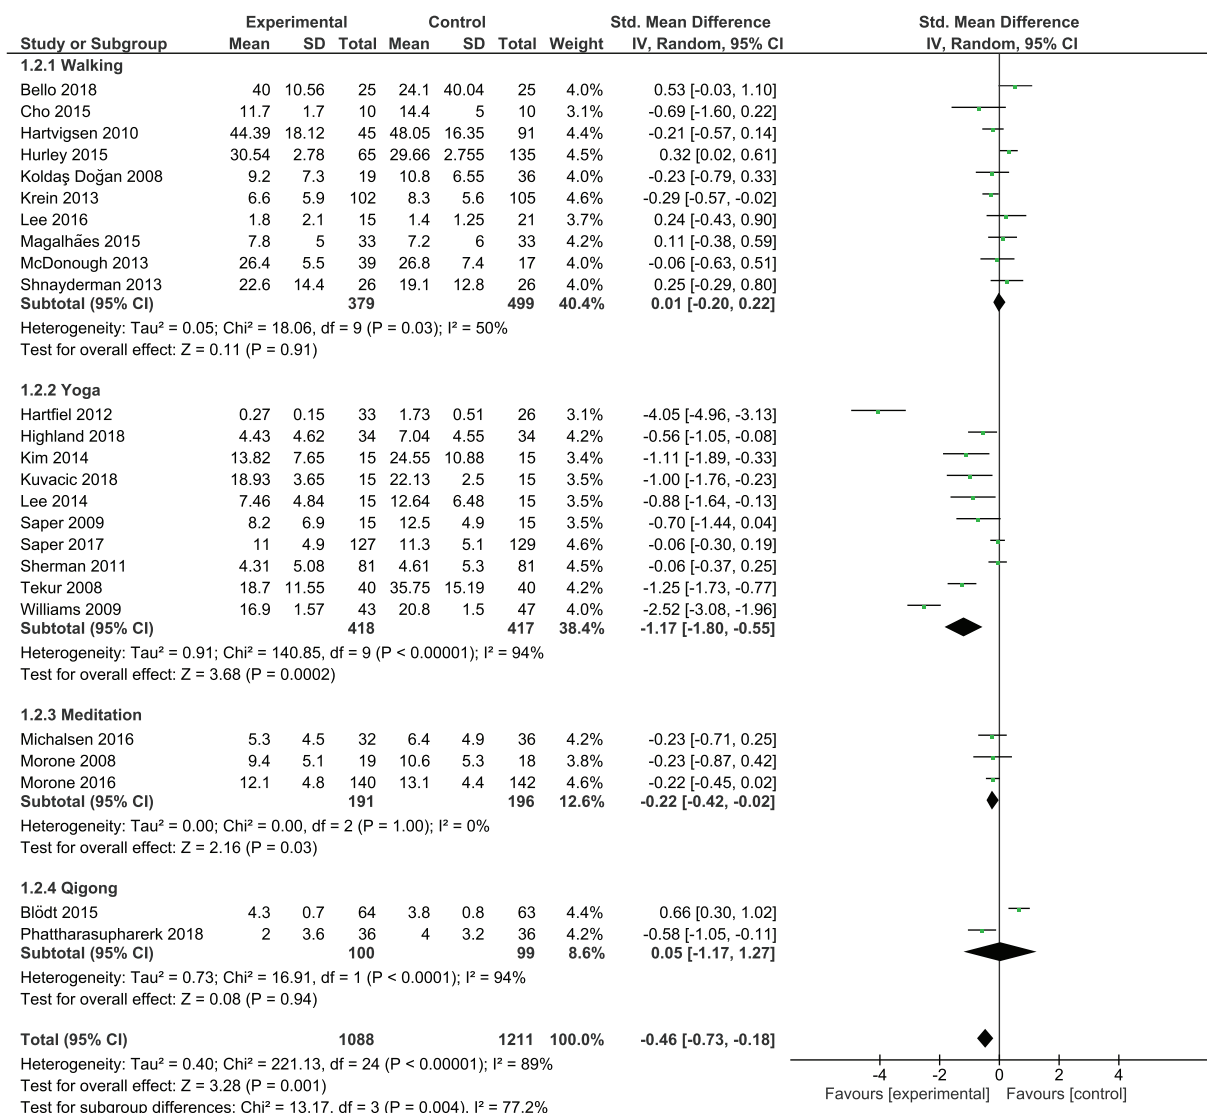 Experimental Control Std. Mean Difference Std. Mean Difference
Study or Subgroup Mean SD Total Mean SD Total Weight IV, Random, 95% CI IV, Random, 95% CI
1.2.1 Walking
Bello 2018 40 10.56 25 24.1 40.04 25 4.0% 0.53 [-0.03, 1.10]
Cho 2015 11.7 1.7 10 14.4 5 10 3.1% -0.69 [-1.60, 0.22]
Hartvigsen 2010 44.39 18.12 45 48.05 16.35 91 4.4% -0.21 [-0.57, 0.14]
Hurley 2015 30.54 2.78 65 29.66 2.755 135 4.5% 0.32 [0.02, 0.61]
Koldaş Doğan 2008 9.2 7.3 19 10.8 6.55 36 4.0% -0.23 [-0.79, 0.33]
Krein 2013 6.6 5.9 102 8.3 5.6 105 4.6% -0.29 [-0.57, -0.02]
Lee 2016 1.8 2.1 15 1.4 1.25 21 3.7% 0.24 [-0.43, 0.90]
Magalhães 2015 7.8 5 33 7.2 6 33 4.2% 0.11 [-0.38, 0.59]
McDonough 2013 26.4 5.5 39 26.8 7.4 17 4.0% -0.06 [-0.63, 0.51]
Shnayderman 2013 22.6 14.4 26 19.1 12.8 26 4.0% 0.25 [-0.29, 0.80]
Subtotal (95% CI) 379 499 40.4% 0.01 [-0.20, 0.22]
Heterogeneity: Tau² = 0.05; Chi² = 18.06, df = 9 (P = 0.03); I² = 50%
Test for overall effect: Z = 0.11 (P = 0.91)
1.2.2 Yoga
Hartfiel 2012 0.27 0.15 33 1.73 0.51 26 3.1% -4.05 [-4.96, -3.13]
Highland 2018 4.43 4.62 34 7.04 4.55 34 4.2% -0.56 [-1.05, -0.08]
Kim 2014 13.82 7.65 15 24.55 10.88 15 3.4% -1.11 [-1.89, -0.33]
Kuvacic 2018 18.93 3.65 15 22.13 2.5 15 3.5% -1.00 [-1.76, -0.23]
Lee 2014 7.46 4.84 15 12.64 6.48 15 3.5% -0.88 [-1.64, -0.13]
Saper 2009 8.2 6.9 15 12.5 4.9 15 3.5% -0.70 [-1.44, 0.04]
Saper 2017 11 4.9 127 11.3 5.1 129 4.6% -0.06 [-0.30, 0.19]
Sherman 2011 4.31 5.08 81 4.61 5.3 81 4.5% -0.06 [-0.37, 0.25]
Tekur 2008 18.7 11.55 40 35.75 15.19 40 4.2% -1.25 [-1.73, -0.77]
Williams 2009 16.9 1.57 43 20.8 1.5 47 4.0% -2.52 [-3.08, -1.96]
Subtotal (95% CI) 418 417 38.4% -1.17 [-1.80, -0.55]
Heterogeneity: Tau² = 0.91; Chi² = 140.85, df = 9 (P < 0.00001); I² = 94%
Test for overall effect: Z = 3.68 (P = 0.0002)
1.2.3 Meditation
Michalsen 2016 5.3 4.5 32 6.4 4.9 36 4.2% -0.23 [-0.71, 0.25]
Morone 2008 9.4 5.1 19 10.6 5.3 18 3.8% -0.23 [-0.87, 0.42]
Morone 2016 12.1 4.8 140 13.1 4.4 142 4.6% -0.22 [-0.45, 0.02]
Subtotal (95% CI) 191 196 12.6% -0.22 [-0.42, -0.02]
Heterogeneity: Tau² = 0.00; Chi² = 0.00, df = 2 (P = 1.00); I² = 0%
Test for overall effect: Z = 2.16 (P = 0.03)
1.2.4 Qigong
Blödt 2015 4.3 0.7 64 3.8 0.8 63 4.4% 0.66 [0.30, 1.02]
Phattharasupharerk 2018 2 3.6 36 4 3.2 36 4.2% -0.58 [-1.05, -0.11]
Subtotal (95% CI) 100 99 8.6% 0.05 [-1.17, 1.27]
Heterogeneity: Tau² = 0.73; Chi² = 16.91, df = 1 (P < 0.0001); I² = 94%
Test for overall effect: Z = 0.08 (P = 0.94)
Total (95% CI) 1088 1211 100.0% -0.46 [-0.73, -0.18]
Heterogeneity: Tau² = 0.40; Chi² = 221.13, df = 24 (P < 0.00001); I² = 89%
Test for overall effect: Z = 3.28 (P = 0.001)
Test for subgroup differences: Chi² = 13.17, df = 3 (P = 0.004), I² = 77.2%
-4 -2 0 2 4
Favours [experimental] Favours [control]